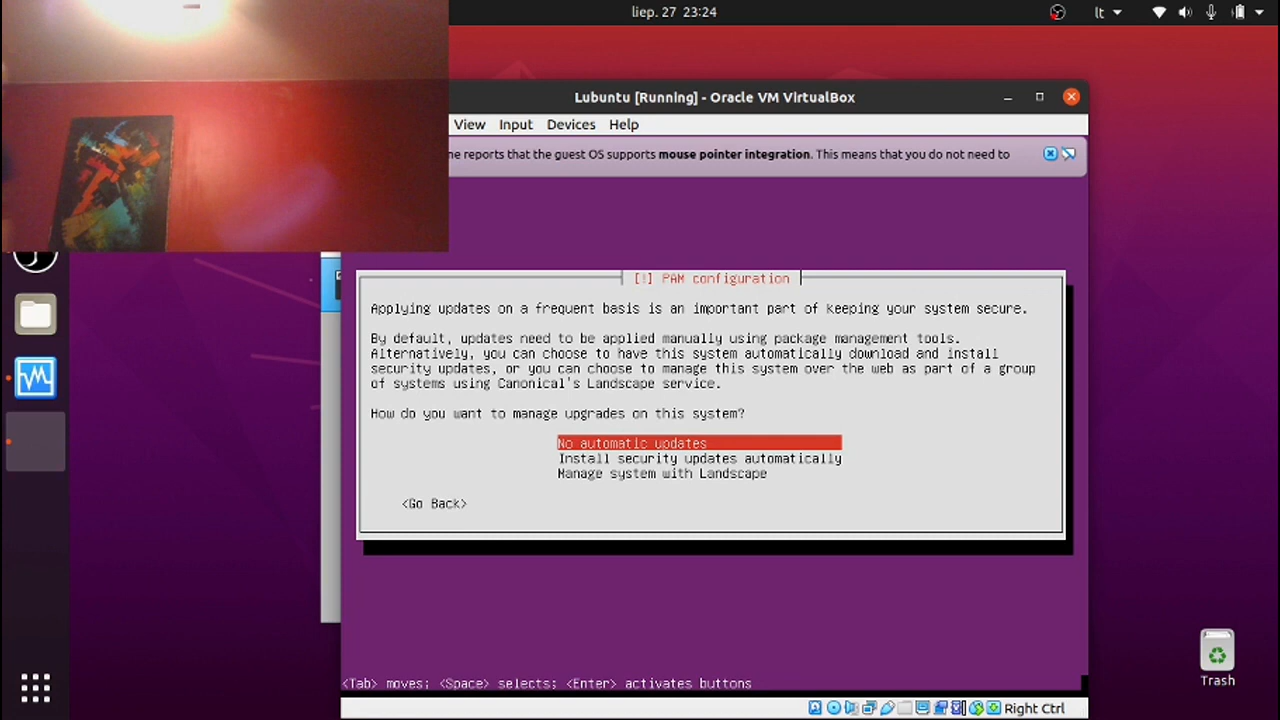 liep. 27 23:24
lt
Lubuntu [Running] - Oracle VM VirtualBox
View Input Devices Help
ne reports that the guest OS supports mouse pointer integration. This means that you do not need to
[!] PAM configuration
Applying updates on a frequent basis is an important part of keeping your system secure.
By default, updates need to be applied manually using package management tools.
Alternatively, you can choose to have this system automatically download and install
security updates, or you can choose to manage this system over the web as part of a group
of systems using Canonical's Landscape service.
How do you want to manage upgrades on this system?
No automatic updates
Install security updates automatically
Manage system with Landscape
<Go Back>
<Tab> moves; <Space> selects; <Enter> activates buttons
Right Ctrl
Trash